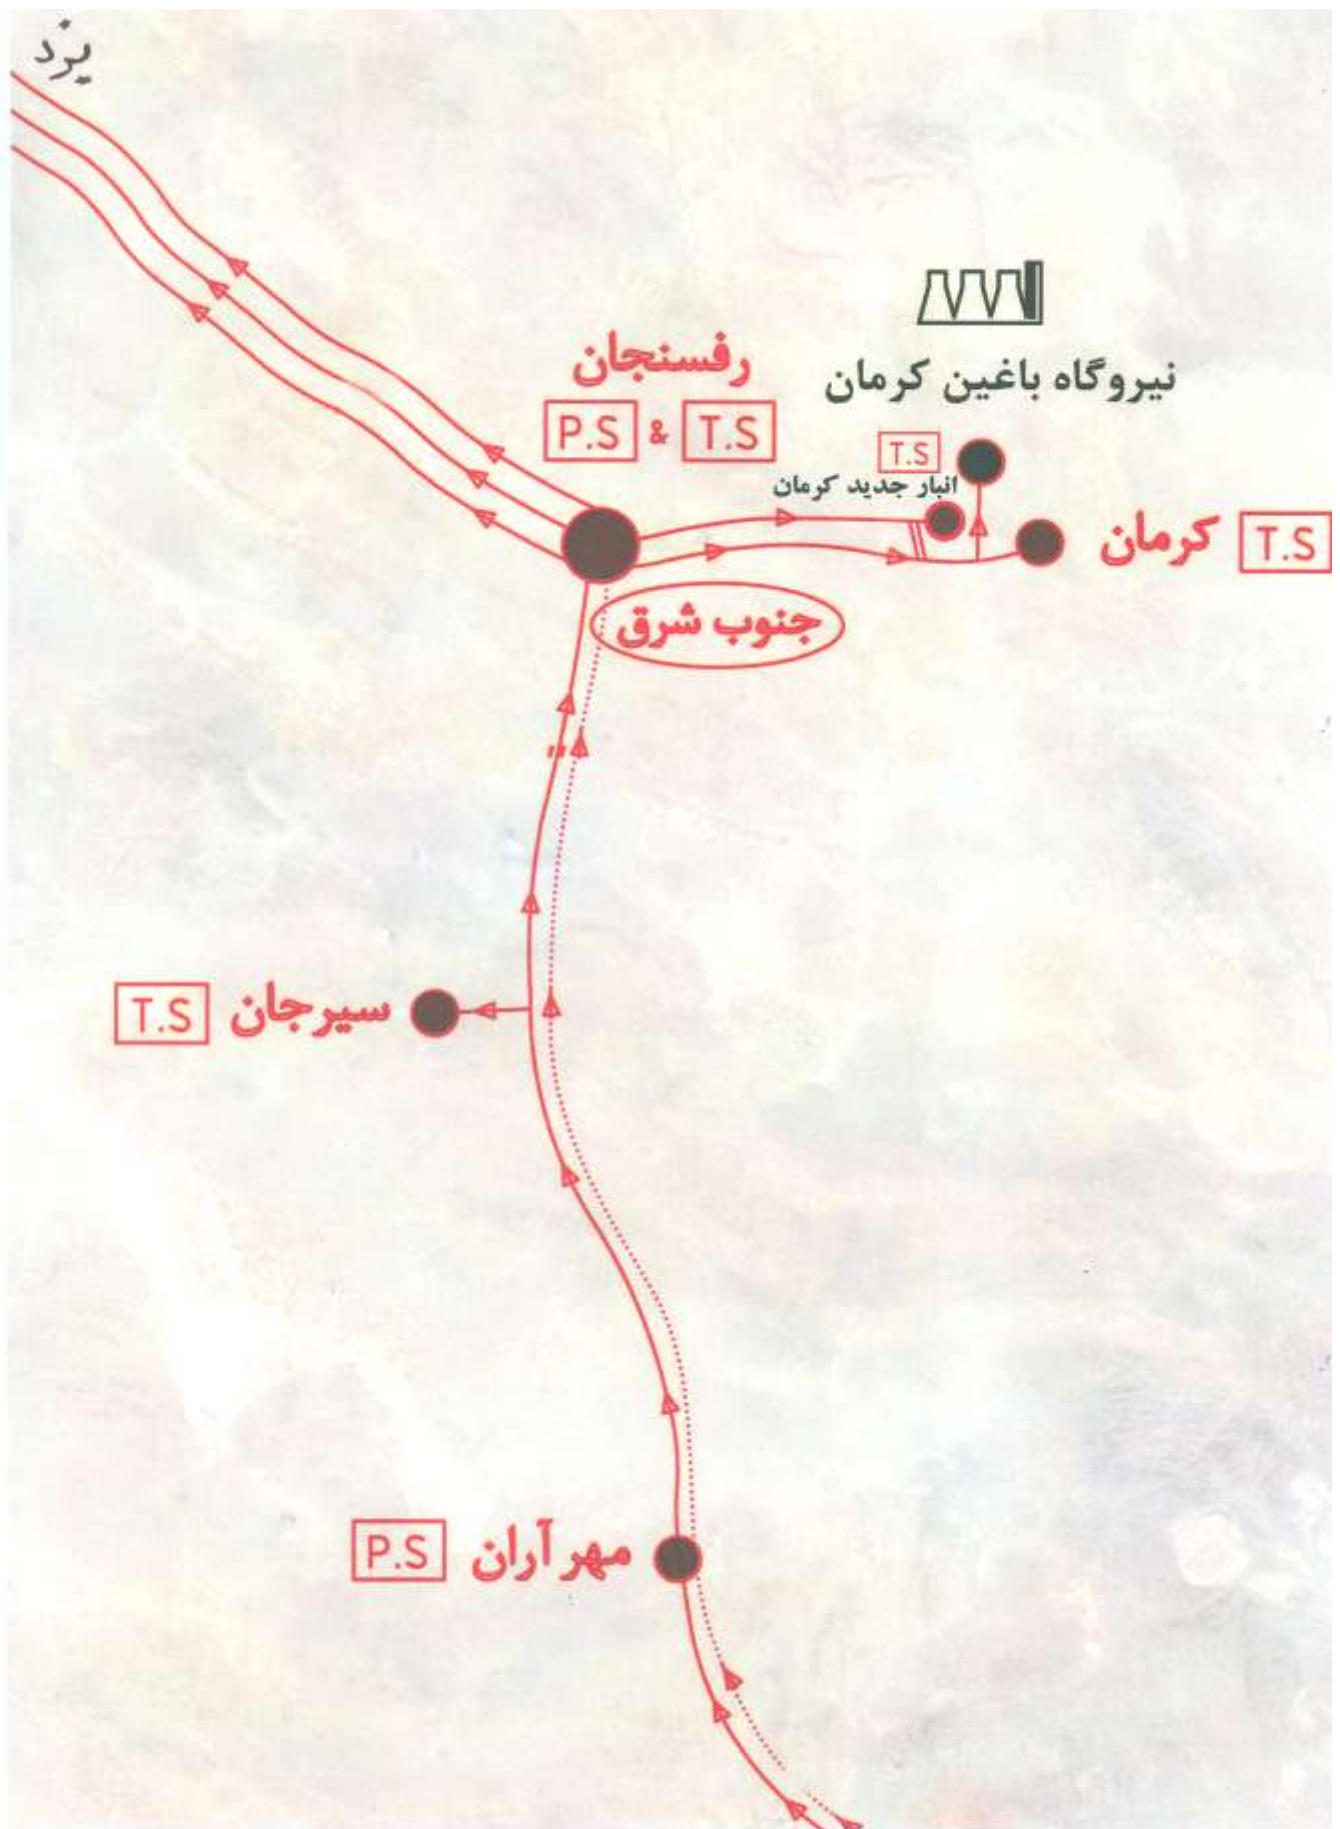 یزد
رفسنجان
P.S & T.S
نیروگاه باغین کرمان
T.S
انبار جدید کرمان
کرمان T.S
جنوب شرق
سیرجان T.S
مهرآران P.S